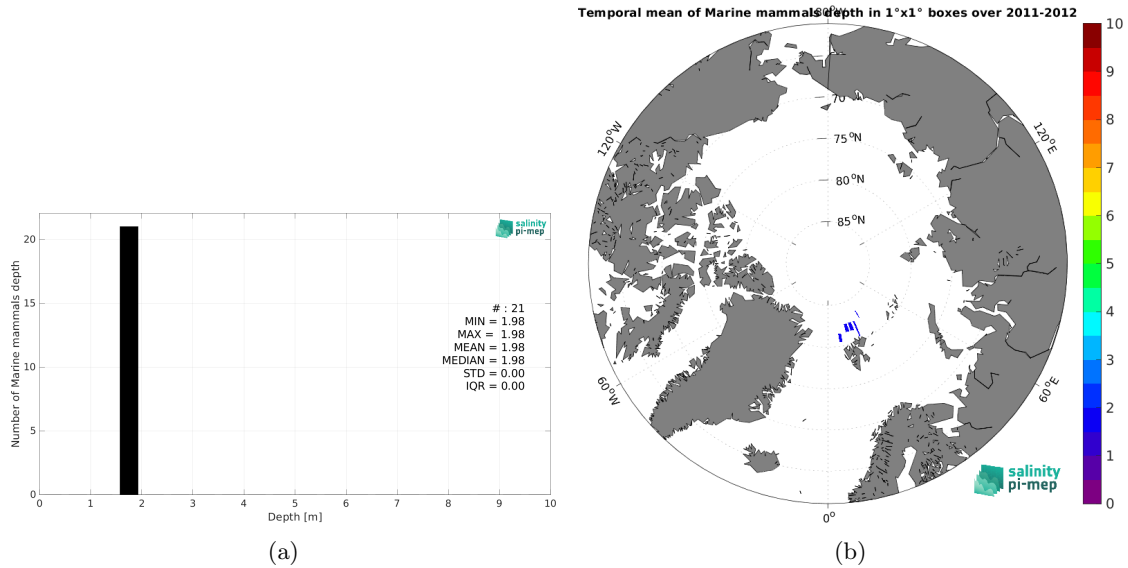 salinity
pi-mep
Number of Marine mammals depth
20
15
10
5
0
# : 21
MIN = 1.98
MAX = 1.98
MEAN = 1.98
MEDIAN = 1.98
STD = 0.00
IQR = 0.00
0 1 2 3 4 5 6 7 8 9 10
Depth [m]
(a)
Temporal mean of Marine mammals depth in 1°x1° boxes over 2011-2012
180°W
120°W
120°E
70°N
75°N
80°N
85°N
60°W
60°E
0°
salinity
pi-mep
10
9
8
7
6
5
4
3
2
1
0
(b)